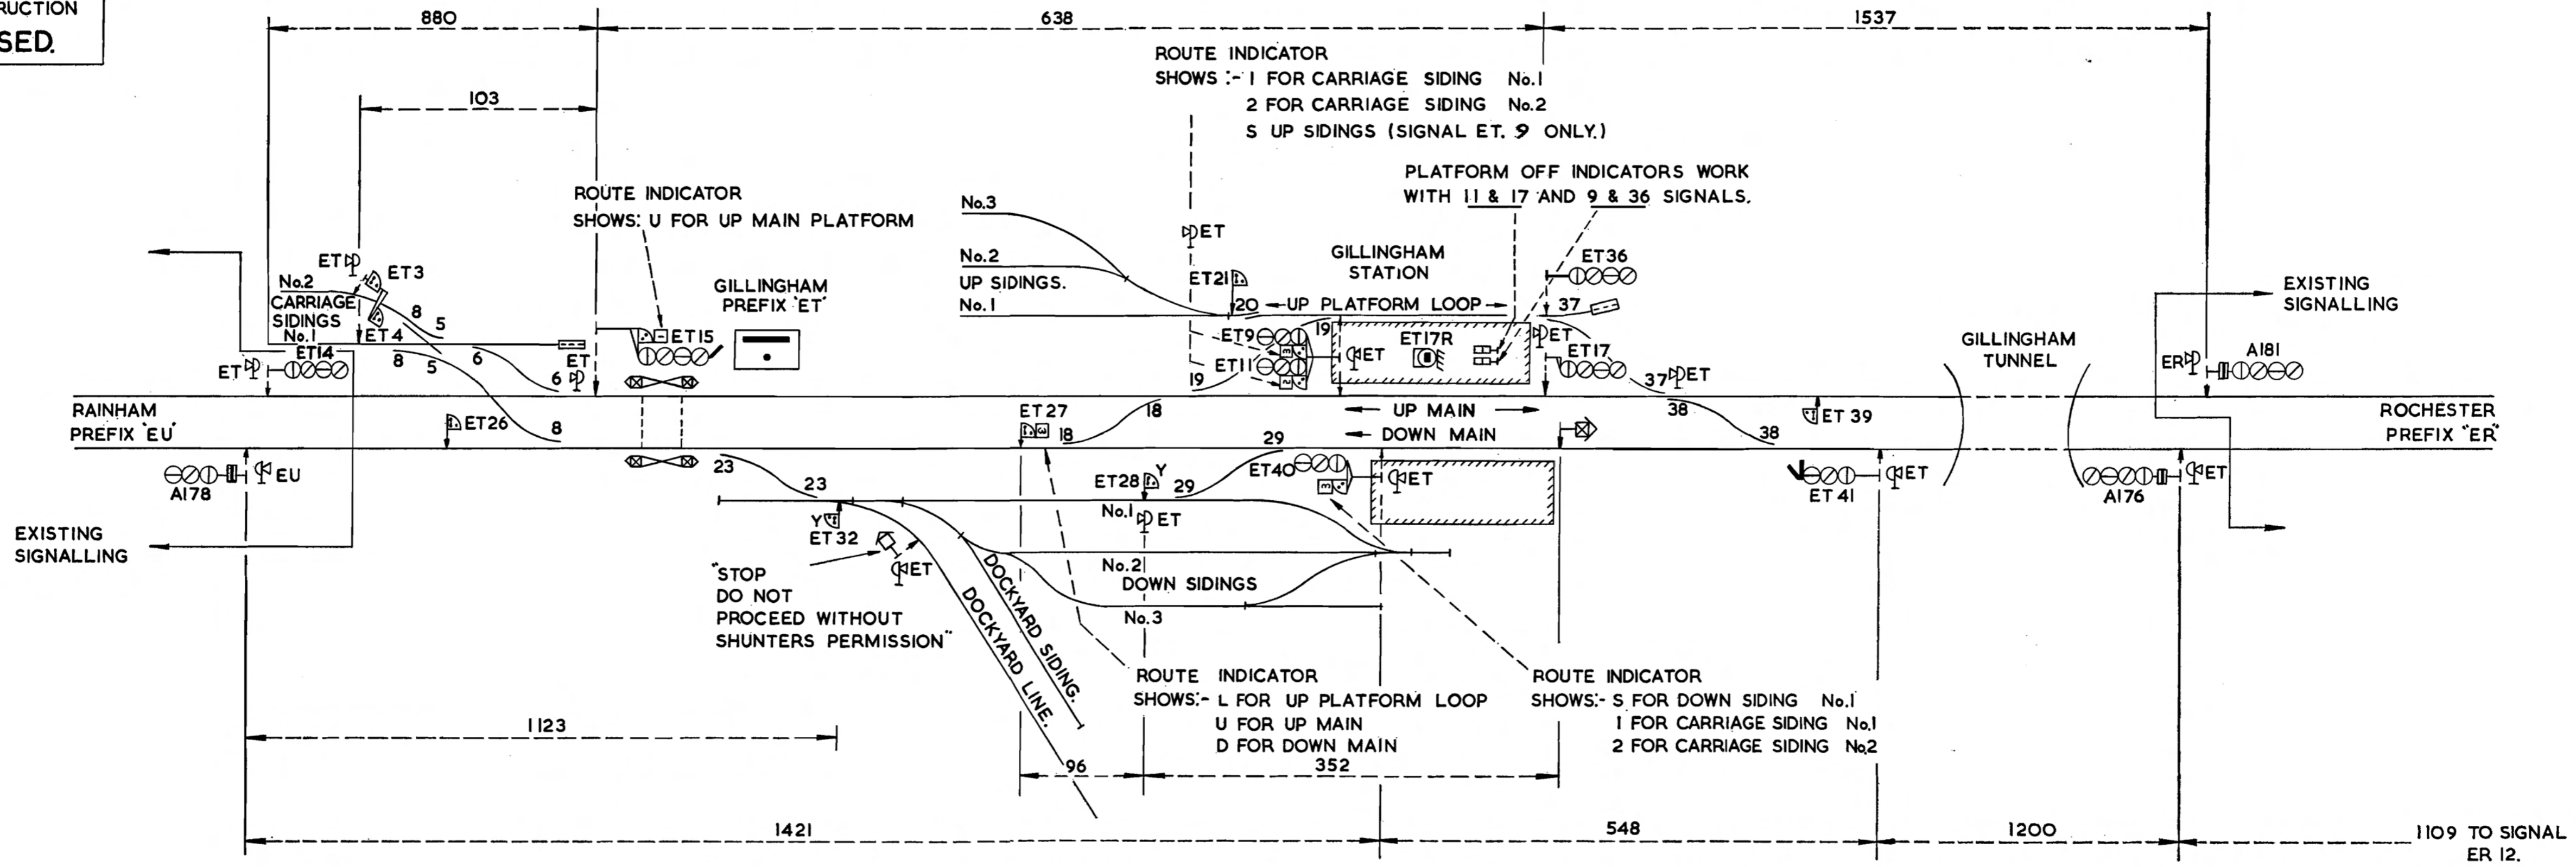 RUCTION
SED.
880
638
1537
103
ROUTE INDICATOR
SHOWS :- 1 FOR CARRIAGE SIDING No.1
2 FOR CARRIAGE SIDING No.2
S UP SIDINGS (SIGNAL ET. 9 ONLY.)
PLATFORM OFF INDICATORS WORK
WITH 11 & 17 AND 9 & 36 SIGNALS.
ROUTE INDICATOR
SHOWS: U FOR UP MAIN PLATFORM
No.3
No.2
UP SIDINGS.
No.1
ET
ET21
20
UP PLATFORM LOOP
GILLINGHAM
STATION
ET36
37
EXISTING
SIGNALLING
ET
ET3
No.2
CARRIAGE
SIDINGS
No.1
ET4
8
5
8
5
6
6
ET
ET14
ET
ET15
GILLINGHAM
PREFIX 'ET'
ET9
3
19
ET11
2
19
ET
ET17R
ET
ET17
37
ET
GILLINGHAM
TUNNEL
ER
A181
RAINHAM
PREFIX 'EU'
ET26
8
ET27
3
18
18
UP MAIN
DOWN MAIN
38
38
ET 39
ROCHESTER
PREFIX "ER"
A178
EU
23
23
29
29
ET28
Y
ET40
3
ET
ET41
ET
A176
ET
EXISTING
SIGNALLING
Y
ET32
ET
No.1
ET
No.2
DOWN SIDINGS
No.3
"STOP
DO NOT
PROCEED WITHOUT
SHUNTERS PERMISSION"
DOCKYARD SIDING.
DOCKYARD LINE.
ROUTE INDICATOR
SHOWS:- L FOR UP PLATFORM LOOP
U FOR UP MAIN
D FOR DOWN MAIN
ROUTE INDICATOR
SHOWS:- S FOR DOWN SIDING No.1
1 FOR CARRIAGE SIDING No.1
2 FOR CARRIAGE SIDING No.2
1123
96
352
1421
548
1200
1109 TO SIGNAL
ER 12.